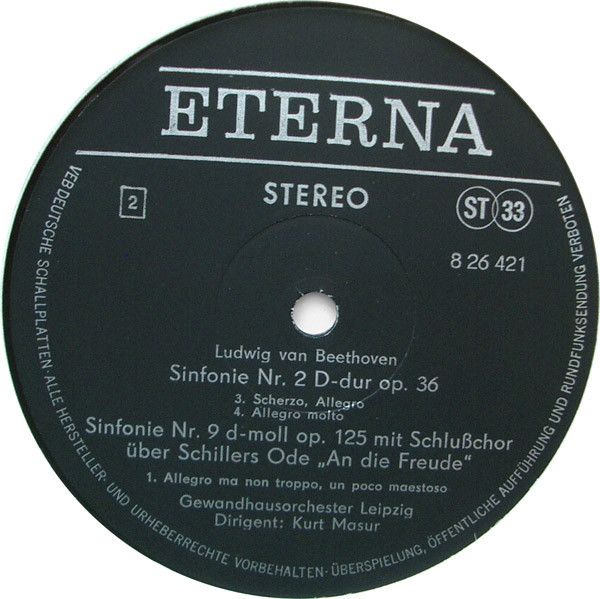 ETERNA
STEREO
2
ST 33
8 26 421
Ludwig van Beethoven
Sinfonie Nr. 2 D-dur op. 36
3. Scherzo, Allegro
4. Allegro molto
Sinfonie Nr. 9 d-moll op. 125 mit Schlußchor
über Schillers Ode „An die Freude“
1. Allegro ma non troppo, un poco maestoso
Gewandhausorchester Leipzig
Dirigent: Kurt Masur
VEB DEUTSCHE SCHALLPLATTEN · ALLE HERSTELLER- UND URHEBERRECHTE VORBEHALTEN · ÜBERSPIELUNG, ÖFFENTLICHE AUFFÜHRUNG UND RUNDFUNKSENDUNG VERBOTEN